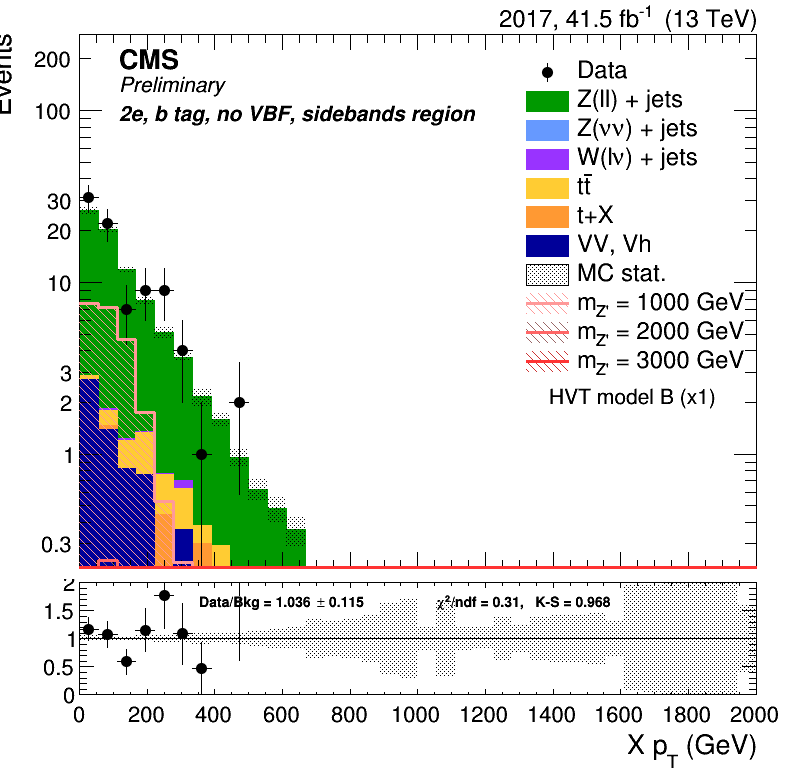 2017, 41.5 fb⁻¹ (13 TeV)
Events
CMS
Preliminary
2e, b tag, no VBF, sidebands region
Data
Z(ll) + jets
Z(νν) + jets
W(lν) + jets
tt̄
t+X
VV, Vh
MC stat.
m_Z' = 1000 GeV
m_Z' = 2000 GeV
m_Z' = 3000 GeV
HVT model B (x1)
200
100
30
20
10
3
2
1
0.3
Data/Bkg = 1.036 ± 0.115
χ²/ndf = 0.31, K-S = 0.968
2
1.5
1
0.5
0
0 200 400 600 800 1000 1200 1400 1600 1800 2000
X p_T (GeV)